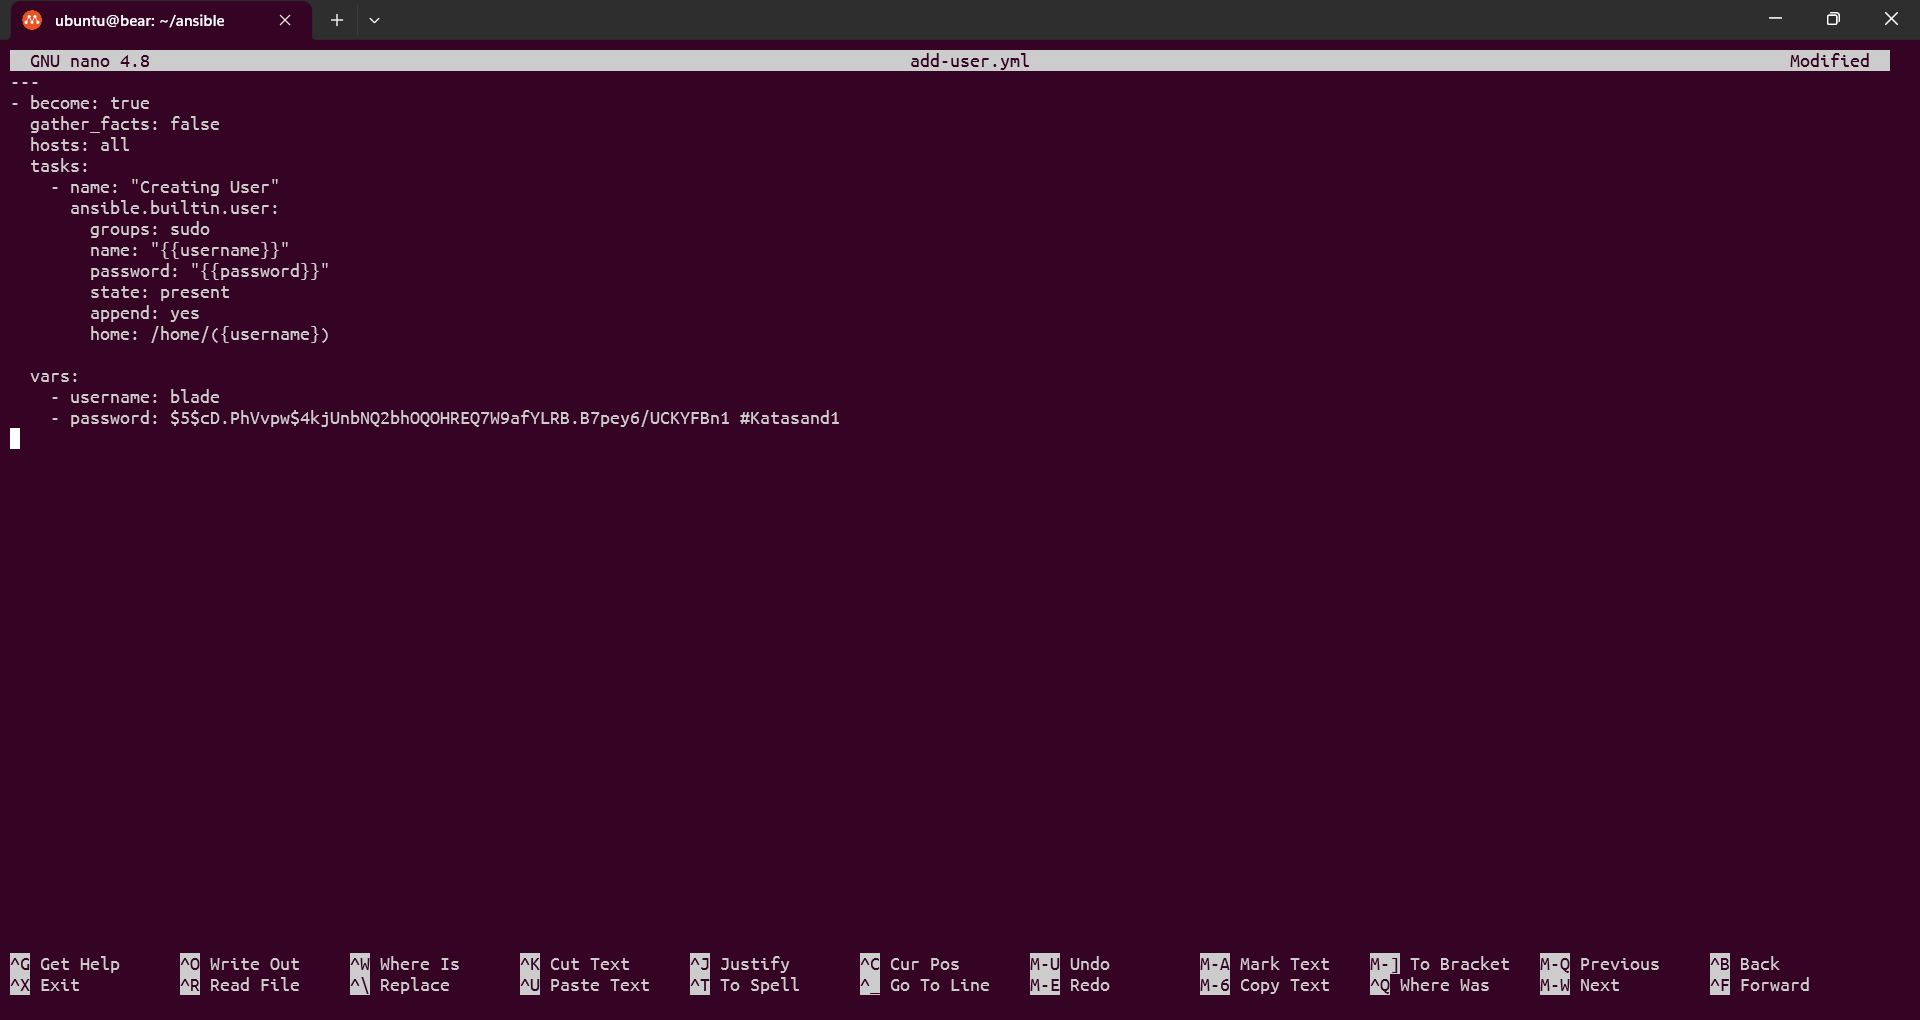 ubuntu@bear: ~/ansible
GNU nano 4.8 add-user.yml Modified
---
- become: true
  gather_facts: false
  hosts: all
  tasks:
    - name: "Creating User"
      ansible.builtin.user:
        groups: sudo
        name: "{{username}}"
        password: "{{password}}"
        state: present
        append: yes
        home: /home/({username})
  vars:
    - username: blade
    - password: $5$cD.PhVvpw$4kjUnbNQ2bhOQOHREQ7W9afYLRB.B7pey6/UCKYFBn1 #Katasand1
^G Get Help ^O Write Out ^W Where Is ^K Cut Text ^J Justify ^C Cur Pos M-U Undo M-A Mark Text M-] To Bracket M-Q Previous ^B Back
^X Exit ^R Read File ^\ Replace ^U Paste Text ^T To Spell ^_ Go To Line M-E Redo M-6 Copy Text ^Q Where Was M-W Next ^F Forward